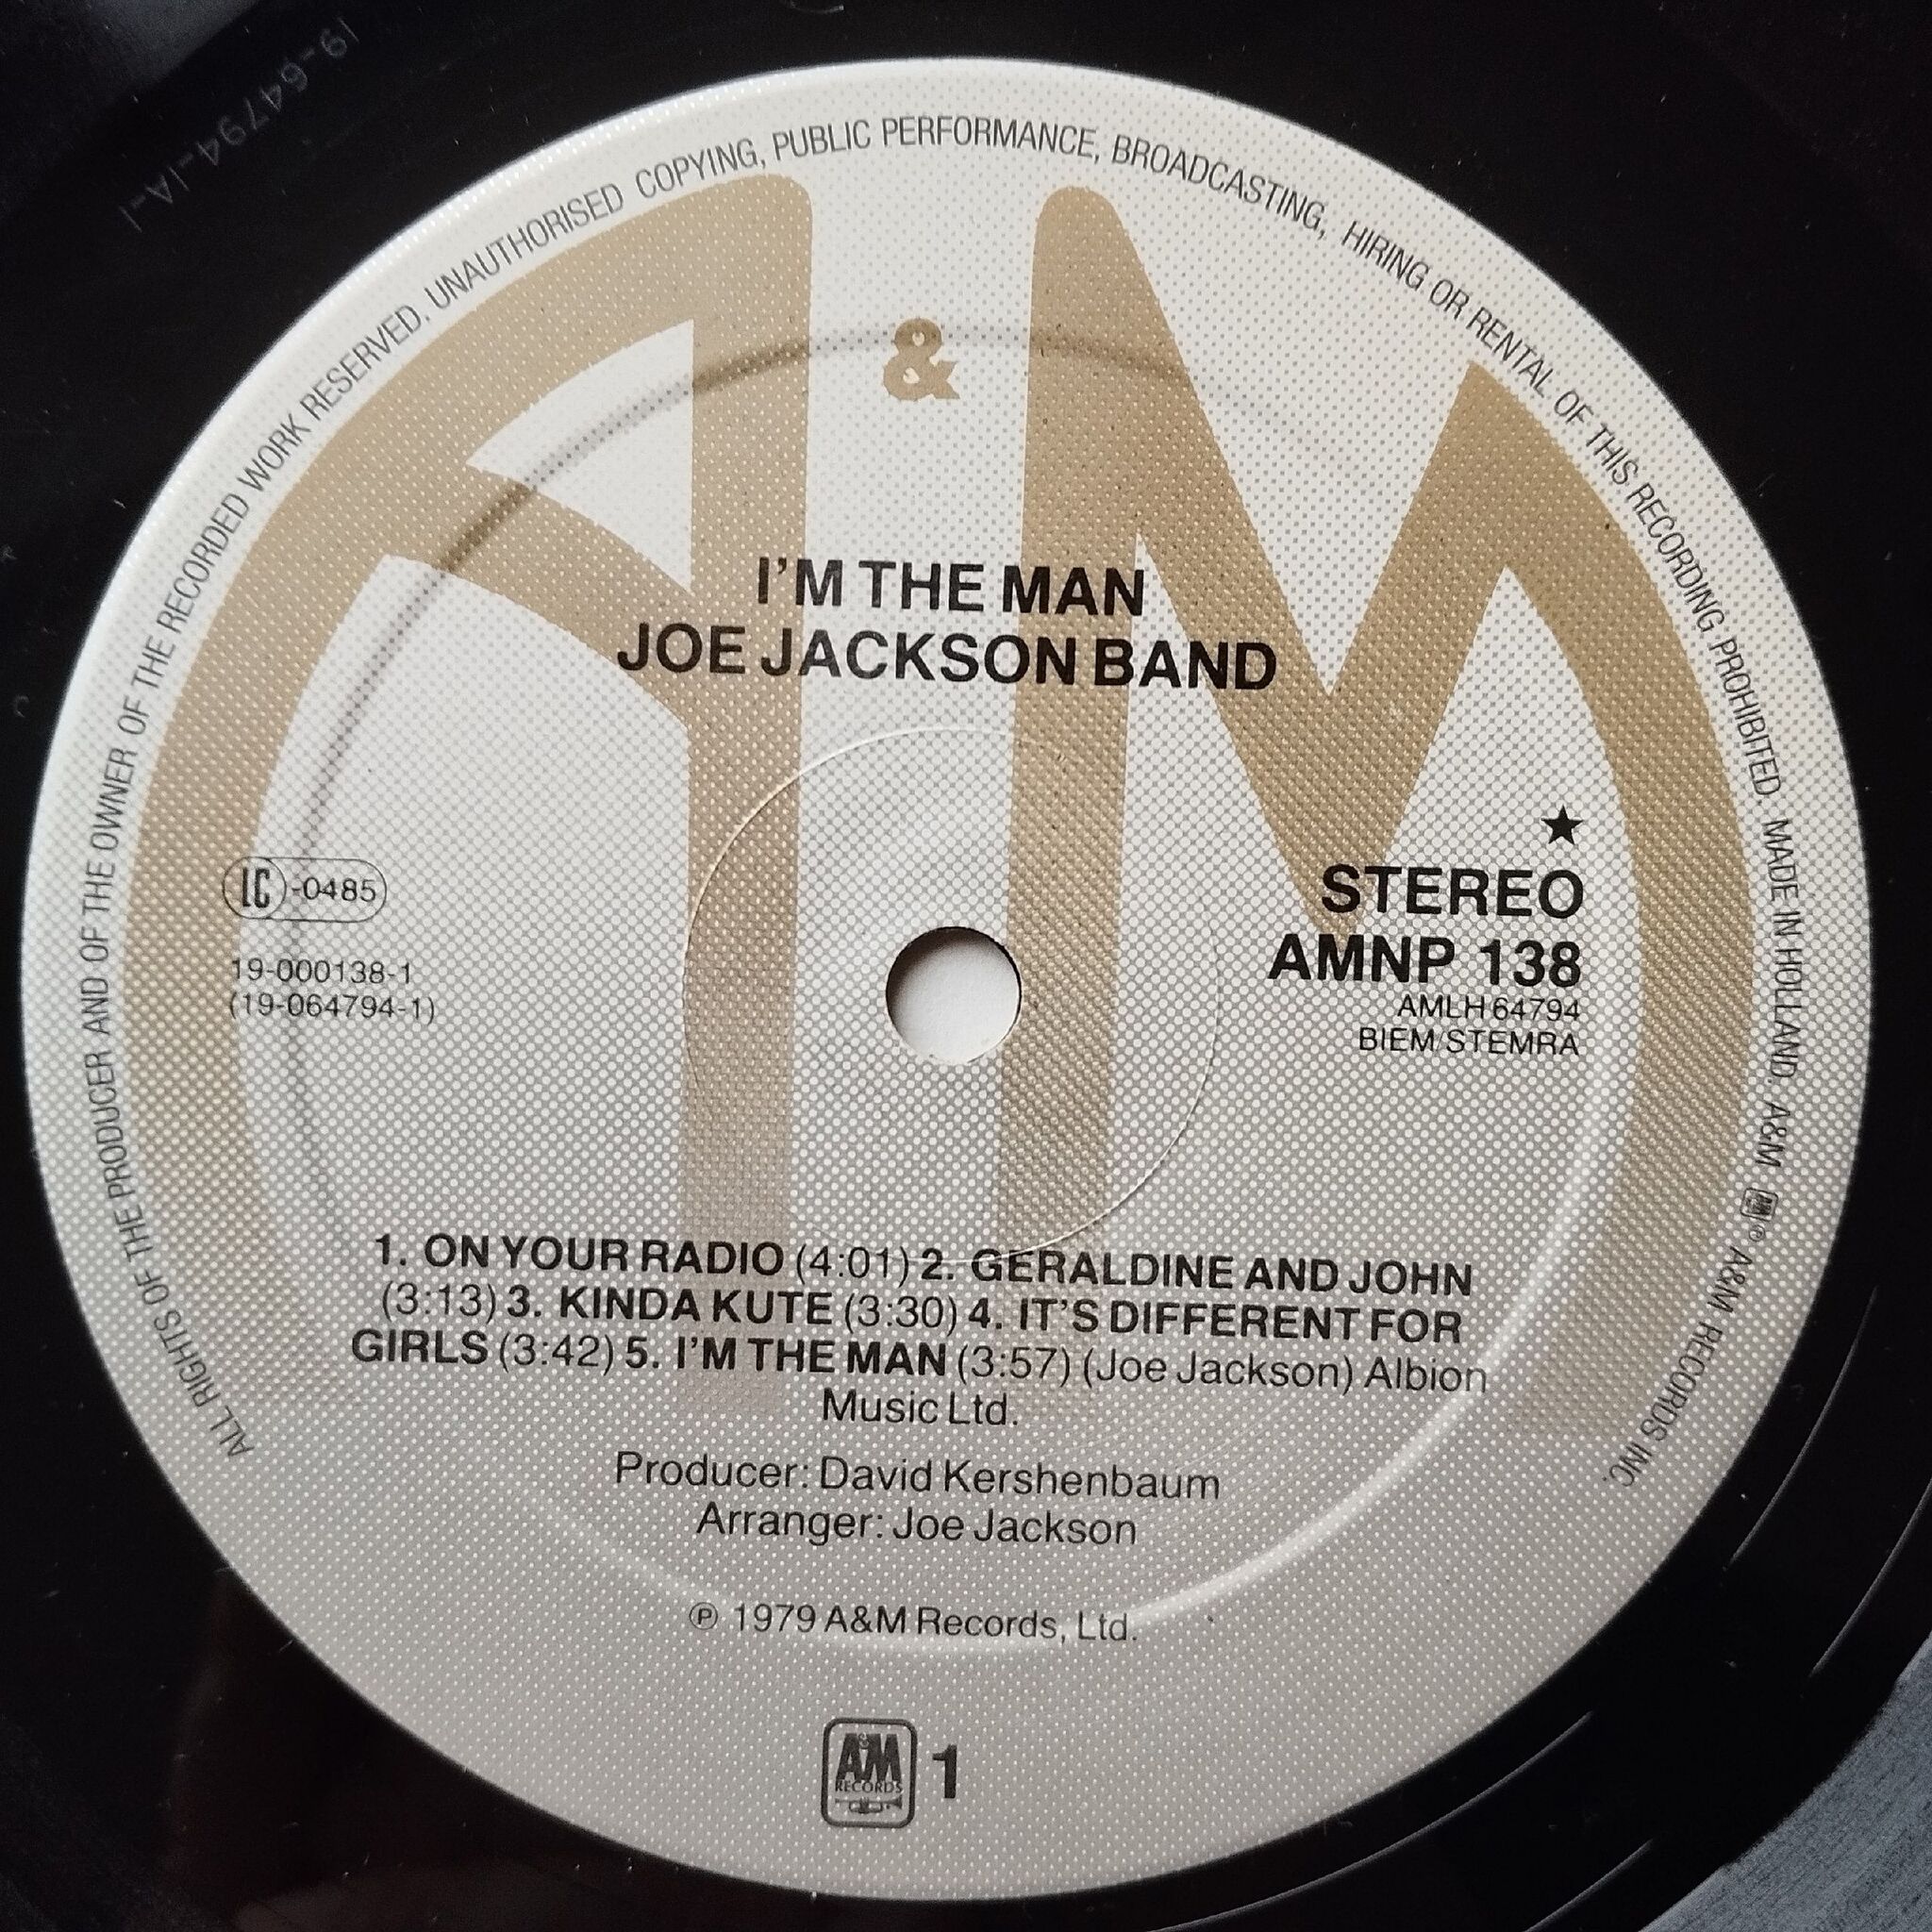 19-64794-1A-1
ALL RIGHTS OF THE PRODUCER AND OF THE OWNER OF THE RECORDED WORK RESERVED. UNAUTHORISED COPYING, PUBLIC PERFORMANCE, BROADCASTING, HIRING OR RENTAL OF THIS RECORDING PROHIBITED. MADE IN HOLLAND. A&M A&M ℗ A&M RECORDS INC.
A&M
I'M THE MAN
JOE JACKSON BAND
LC-0485
19-000138-1
(19-064794-1)
★
STEREO
AMNP 138
AMLH 64794
BIEM/STEMRA
1. ON YOUR RADIO (4:01) 2. GERALDINE AND JOHN
(3:13) 3. KINDA KUTE (3:30) 4. IT'S DIFFERENT FOR
GIRLS (3:42) 5. I'M THE MAN (3:57) (Joe Jackson) Albion
Music Ltd.
Producer: David Kershenbaum
Arranger: Joe Jackson
℗ 1979 A&M Records, Ltd.
A&M
RECORDS
1